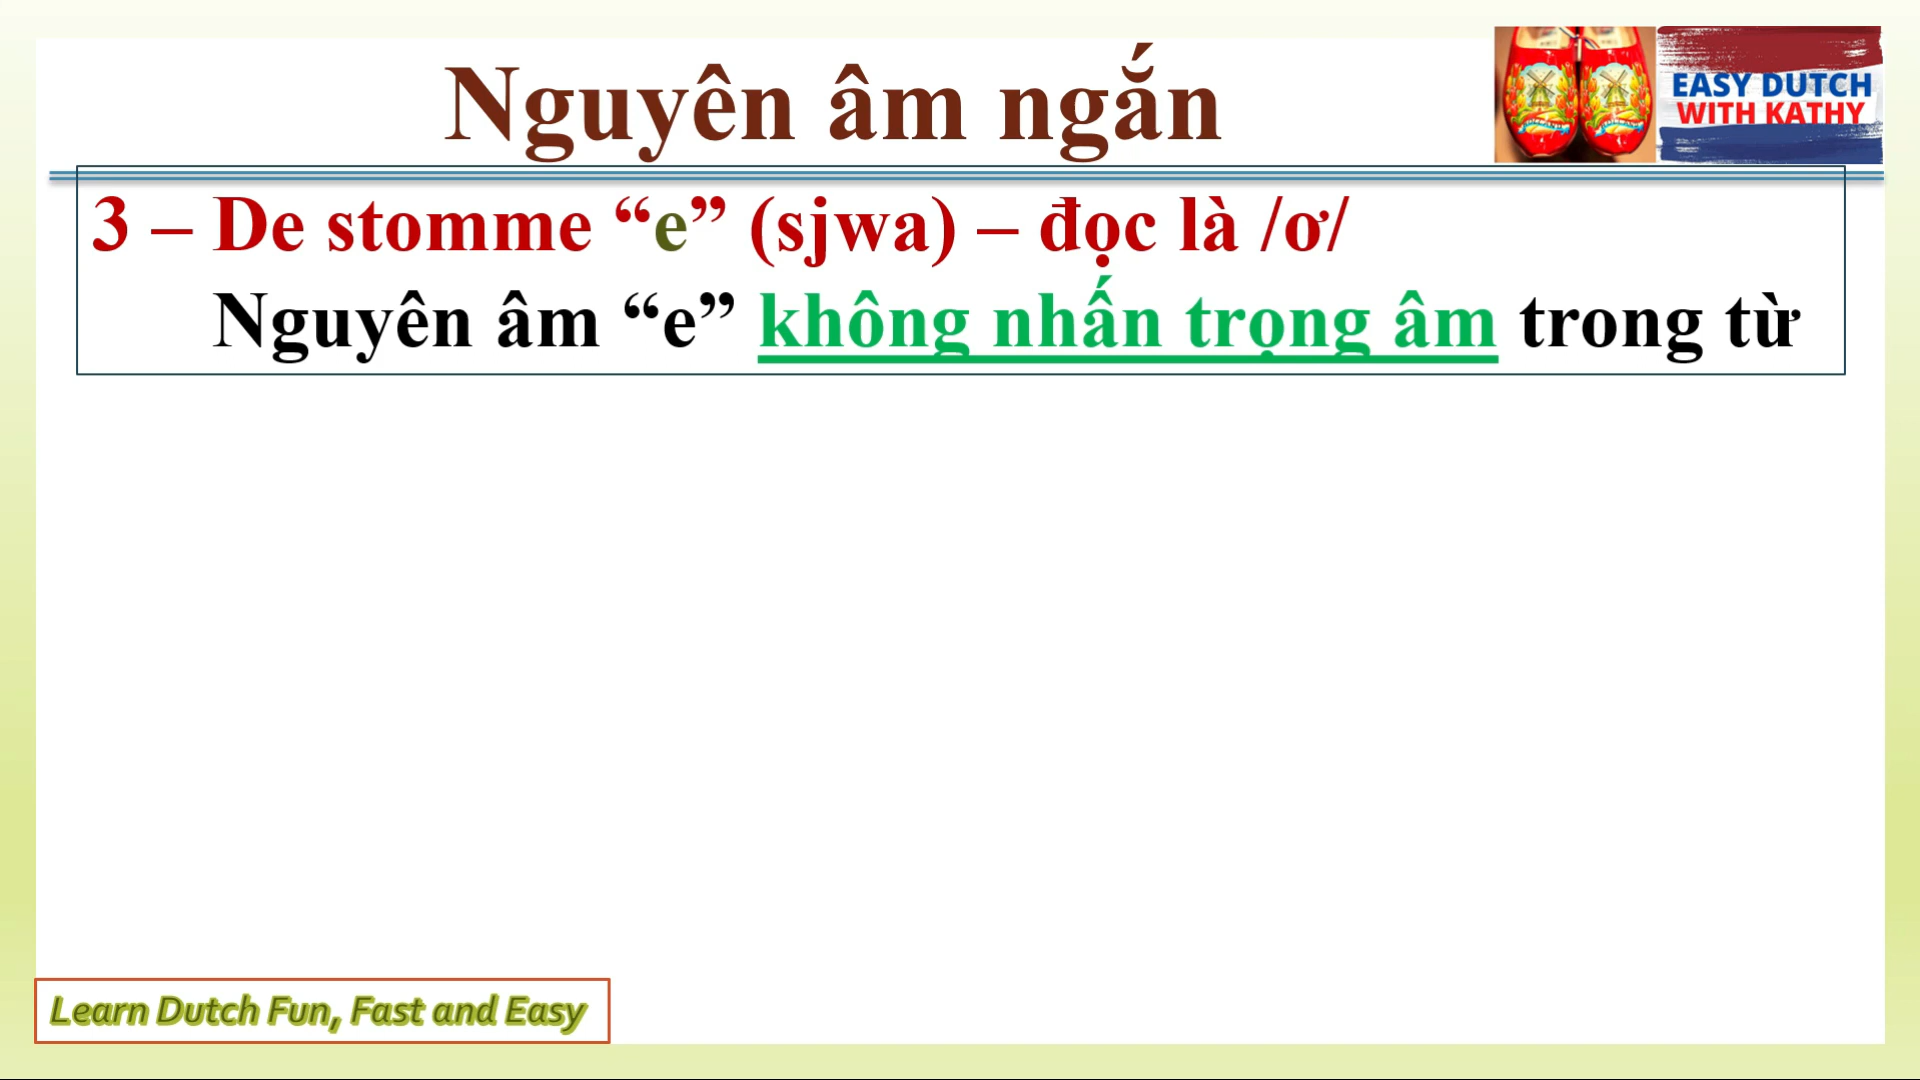 Nguyên âm ngắn
EASY DUTCH
WITH KATHY
3 – De stomme “e” (sjwa) – đọc là /ơ/
Nguyên âm “e” không nhấn trọng âm trong từ
Learn Dutch Fun, Fast and Easy